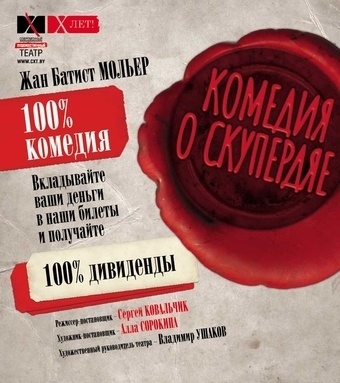 IX ЛЕТ!
ТЕАТР
WWW.CXT.BY
Жан Батист МОЛЬЕР
100%
комедия
КОМЕДИЯ
О СКУПЕРДЯЕ
Вкладывайте
ваши деньги
в наши билеты
и получайте
100% дивиденды
Режиссер-постановщик - Сергей КОВАЛЬЧИК
Художник-постановщик - Алла СОРОКИНА
Художественный руководитель театра - Владимир УШАКОВ